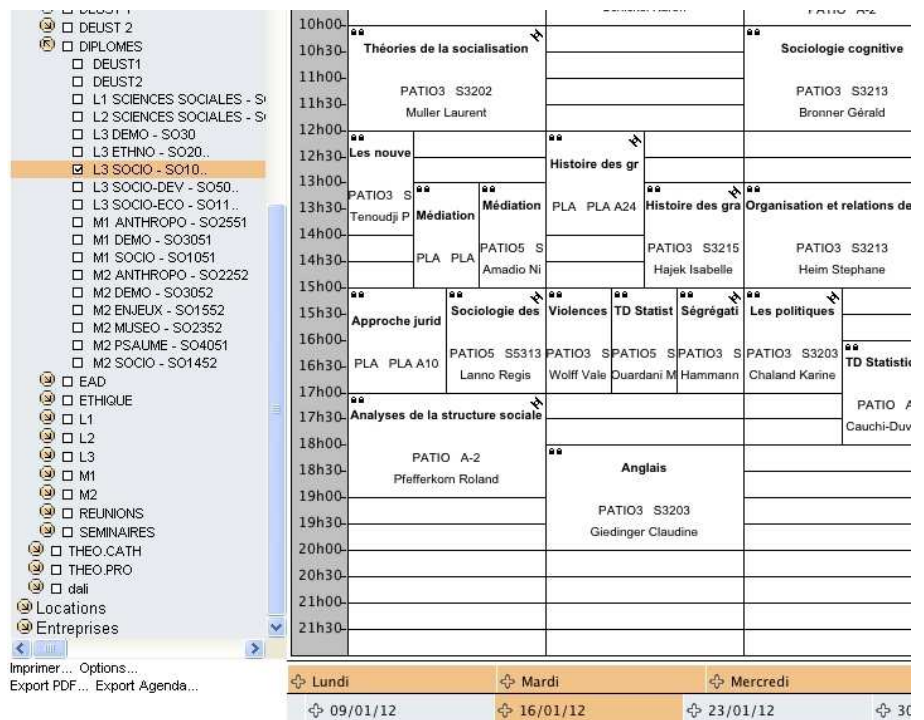 DEUST 2
DIPLOMES
DEUST1
DEUST2
L1 SCIENCES SOCIALES - S
L2 SCIENCES SOCIALES - S
L3 DEMO - SO30
L3 ETHNO - SO20..
L3 SOCIO - SO10..
L3 SOCIO-DEV - SO50..
L3 SOCIO-ECO - SO11..
M1 ANTHROPO - SO2551
M1 DEMO - SO3051
M1 SOCIO - SO1051
M2 ANTHROPO - SO2252
M2 DEMO - SO3052
M2 ENJEUX - SO1552
M2 MUSEO - SO2352
M2 PSAUME - SO4051
M2 SOCIO - SO1452
EAD
ETHIQUE
L1
L2
L3
M1
M2
REUNIONS
SEMINAIRES
THEO.CATH
THEO.PRO
dali
Locations
Entreprises
Imprimer... Options...
Export PDF... Export Agenda...
10h00
10h30
11h00
11h30
12h00
12h30
13h00
13h30
14h00
14h30
15h00
15h30
16h00
16h30
17h00
17h30
18h00
18h30
19h00
19h30
20h00
20h30
21h00
21h30
Théories de la socialisation
PATIO3 S3202
Muller Laurent
Les nouve
PATIO3 S
Tenoudji P
Médiation
PLA PLA
Médiation
PATIO5 S
Amadio Ni
Approche jurid
PLA PLA A10
Sociologie des
PATIO5 S5313
Lanno Regis
Analyses de la structure sociale
PATIO A-2
Pfefferkorn Roland
Histoire des gr
PLA PLA A24
Histoire des gra
PATIO3 S3215
Hajek Isabelle
Violences
PATIO3 S
Wolff Vale
TD Statist
PATIO5 S
Ouardani M
Ségrégati
PATIO3 S
Hammann
Anglais
PATIO3 S3203
Giedinger Claudine
PATIO A-2
Sociologie cognitive
PATIO3 S3213
Bronner Gérald
Organisation et relations de
PATIO3 S3213
Heim Stephane
Les politiques
PATIO3 S3203
Chaland Karine
TD Statistic
PATIO A
Cauchi-Duv
Lundi Mardi Mercredi
09/01/12 16/01/12 23/01/12 30